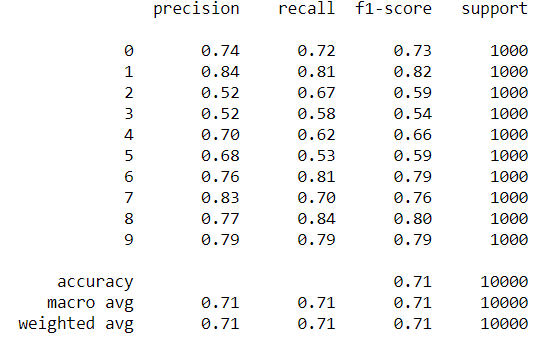 precision recall f1-score support
0 0.74 0.72 0.73 1000
1 0.84 0.81 0.82 1000
2 0.52 0.67 0.59 1000
3 0.52 0.58 0.54 1000
4 0.70 0.62 0.66 1000
5 0.68 0.53 0.59 1000
6 0.76 0.81 0.79 1000
7 0.83 0.70 0.76 1000
8 0.77 0.84 0.80 1000
9 0.79 0.79 0.79 1000
accuracy 0.71 10000
macro avg 0.71 0.71 0.71 10000
weighted avg 0.71 0.71 0.71 10000